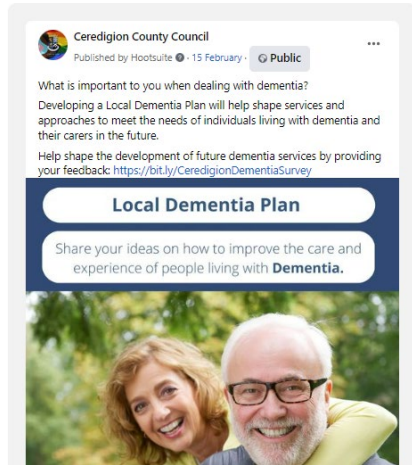 Ceredigion County Council
Published by Hootsuite · 15 February · Public
What is important to you when dealing with dementia?
Developing a Local Dementia Plan will help shape services and
approaches to meet the needs of individuals living with dementia and
their carers in the future.
Help shape the development of future dementia services by providing
your feedback: https://bit.ly/CeredigionDementiaSurvey
Local Dementia Plan
Share your ideas on how to improve the care and
experience of people living with Dementia.